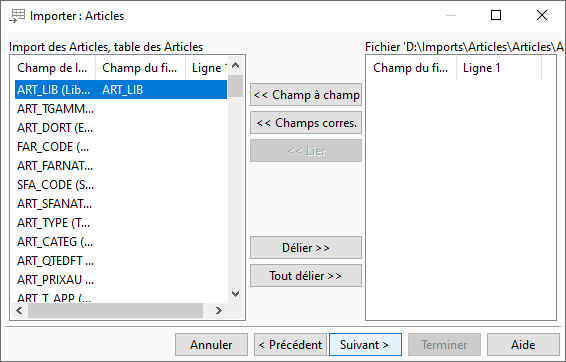 Importer : Articles
Import des Articles, table des Articles
Fichier 'D:\Imports\Articles\Articles\A
Champ de l... Champ du fi... Ligne 1
Champ du fi... Ligne 1
ART_LIB (Lib... ART_LIB
ART_TGAMM...
ART_DORT (E...
FAR_CODE (...
ART_FARNAT...
SFA_CODE (...
ART_SFANAT...
ART_TYPE (T...
ART_CATEG (...
ART_QTEDFT ...
ART_PRIXAU ...
ART_T_APP (...
<< Champ à champ
<< Champs corres.
<< Lier
Délier >>
Tout délier >>
Annuler
< Précédent
Suivant >
Terminer
Aide